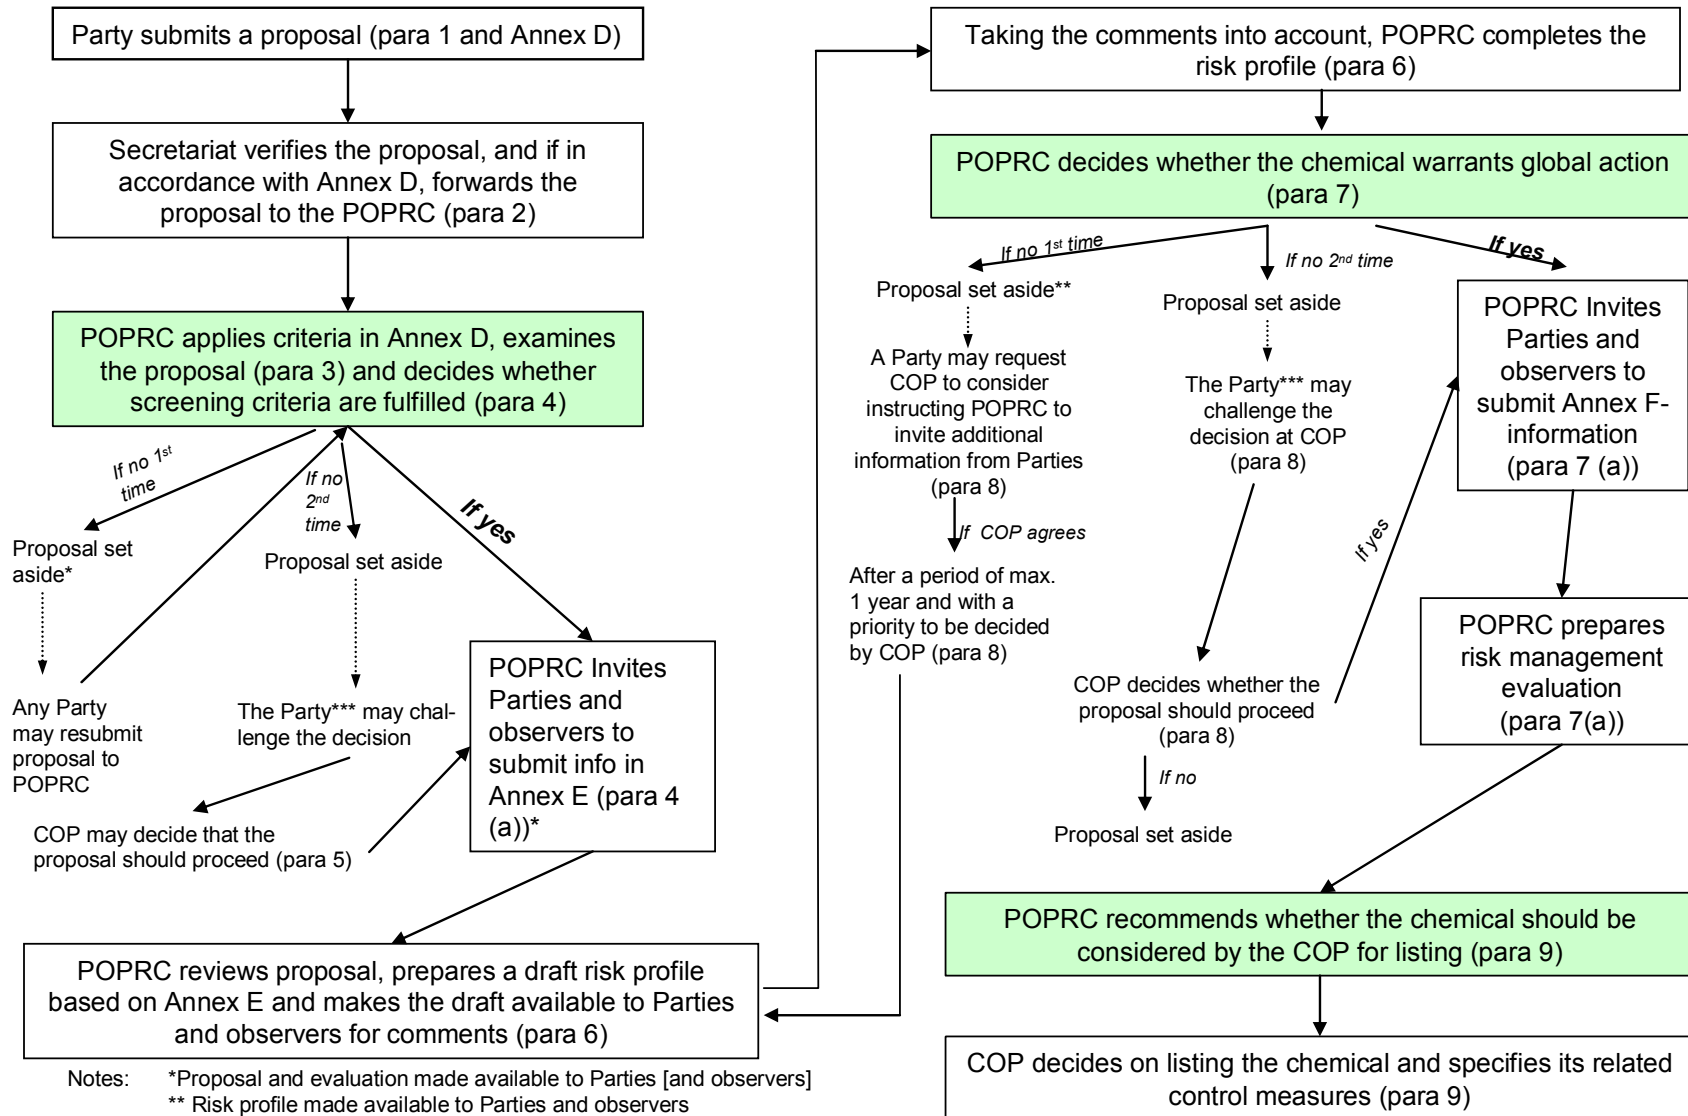 Party submits a proposal (para 1 and Annex D)
Secretariat verifies the proposal, and if in
accordance with Annex D, forwards the
proposal to the POPRC (para 2)
POPRC applies criteria in Annex D, examines
the proposal (para 3) and decides whether
screening criteria are fulfilled (para 4)
If no 1st
time
If no
2nd
time
If yes
Proposal set
aside*
Proposal set aside
Any Party
may resubmit
proposal to
POPRC
The Party*** may chal-
lenge the decision
COP may decide that the
proposal should proceed (para 5)
POPRC Invites
Parties and
observers to
submit info in
Annex E (para 4
(a))*
POPRC reviews proposal, prepares a draft risk profile
based on Annex E and makes the draft available to Parties
and observers for comments (para 6)
Taking the comments into account, POPRC completes the
risk profile (para 6)
POPRC decides whether the chemical warrants global action
(para 7)
If no 1st time
If no 2nd time
If yes
Proposal set aside**
A Party may request
COP to consider
instructing POPRC to
invite additional
information from Parties
(para 8)
If COP agrees
After a period of max.
1 year and with a
priority to be decided
by COP (para 8)
Proposal set aside
The Party*** may
challenge the
decision at COP
(para 8)
COP decides whether the
proposal should proceed
(para 8)
If yes
If no
Proposal set aside
POPRC Invites
Parties and
observers to
submit Annex F-
information
(para 7 (a))
POPRC prepares
risk management
evaluation
(para 7(a))
POPRC recommends whether the chemical should be
considered by the COP for listing (para 9)
COP decides on listing the chemical and specifies its related
control measures (para 9)
Notes: *Proposal and evaluation made available to Parties [and observers]
** Risk profile made available to Parties and observers